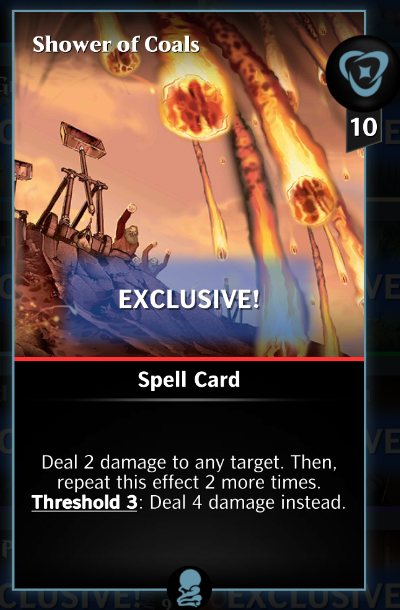 Shower of Coals
10
EXCLUSIVE!
Spell Card
Deal 2 damage to any target. Then,
repeat this effect 2 more times.
Threshold 3: Deal 4 damage instead.